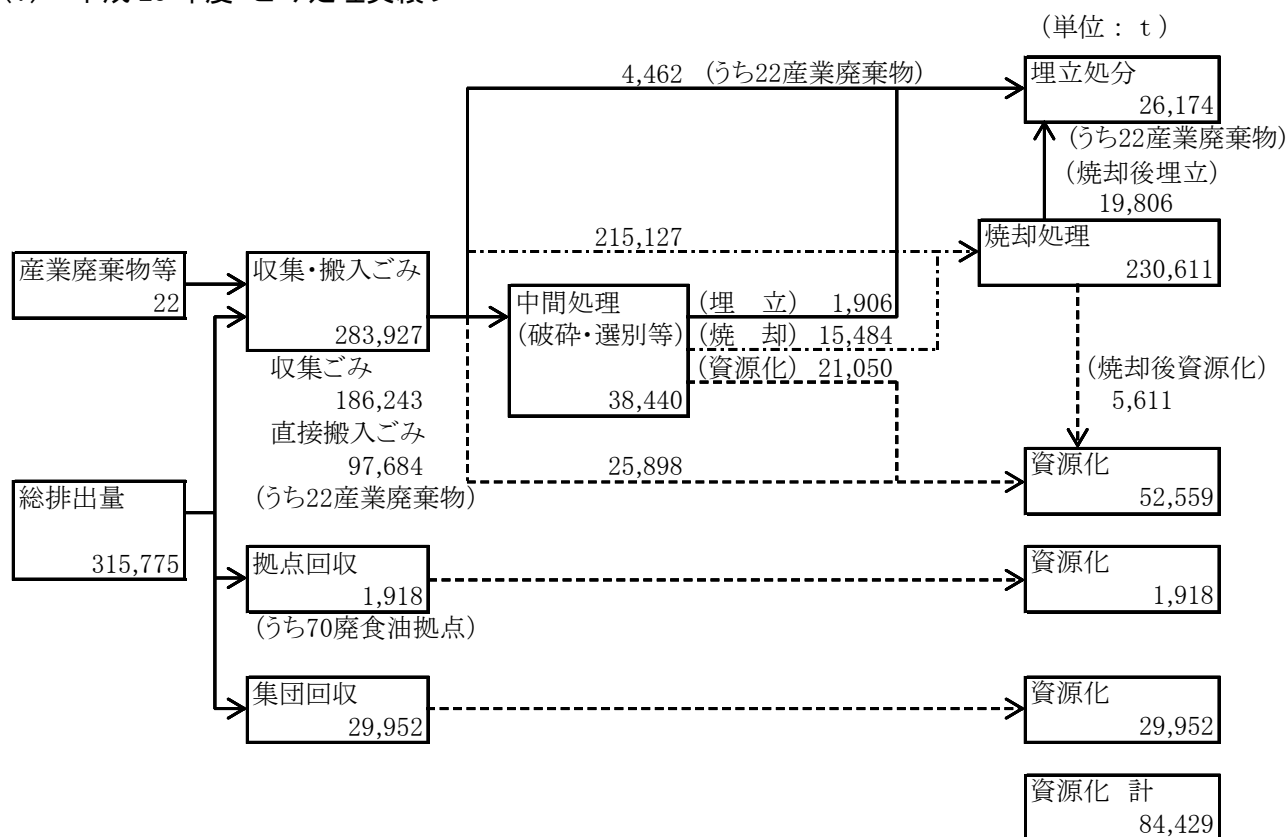 (単位: t)
4,462 (うち22産業廃棄物)
埋立処分
26,174
(うち22産業廃棄物)
(焼却後埋立)
19,806
215,127
焼却処理
230,611
産業廃棄物等
22
収集・搬入ごみ
283,927
収集ごみ
186,243
直接搬入ごみ
97,684
(うち22産業廃棄物)
中間処理
(破砕・選別等)
38,440
(埋 立) 1,906
(焼 却) 15,484
(資源化) 21,050
(焼却後資源化)
5,611
25,898
資源化
52,559
総排出量
315,775
拠点回収
1,918
(うち70廃食油拠点)
資源化
1,918
集団回収
29,952
資源化
29,952
資源化 計
84,429